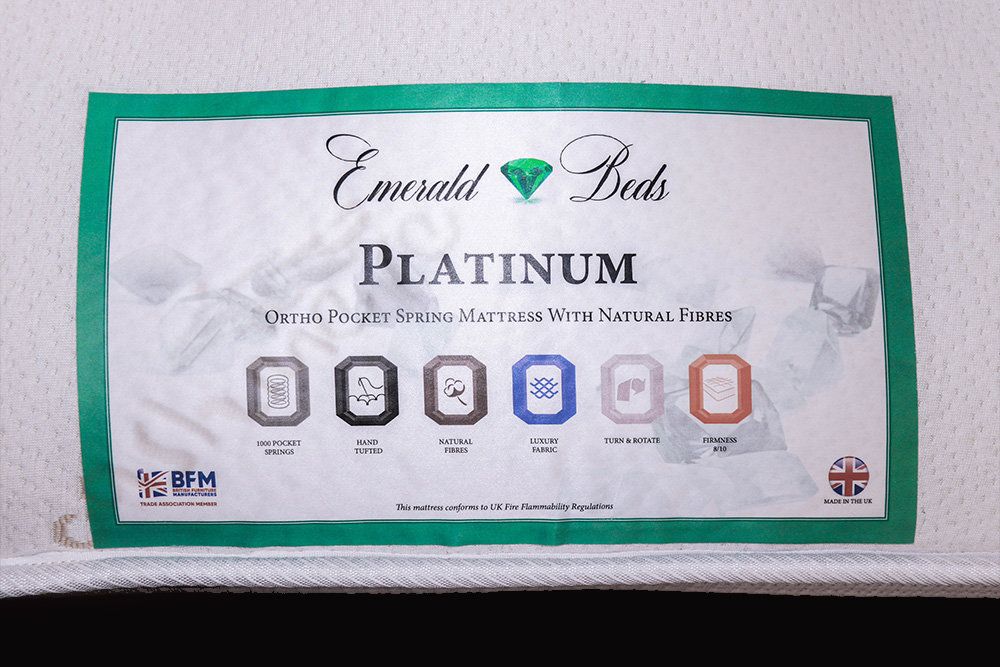 Emerald Beds
PLATINUM
ORTHO POCKET SPRING MATTRESS WITH NATURAL FIBRES
1000 POCKET SPRINGS
HAND TUFTED
NATURAL FIBRES
LUXURY FABRIC
TURN & ROTATE
FIRMNESS 8/10
BFM
BRITISH FURNITURE
MANUFACTURERS
TRADE ASSOCIATION MEMBER
This mattress conforms to UK Fire Flammability Regulations
MADE IN THE UK